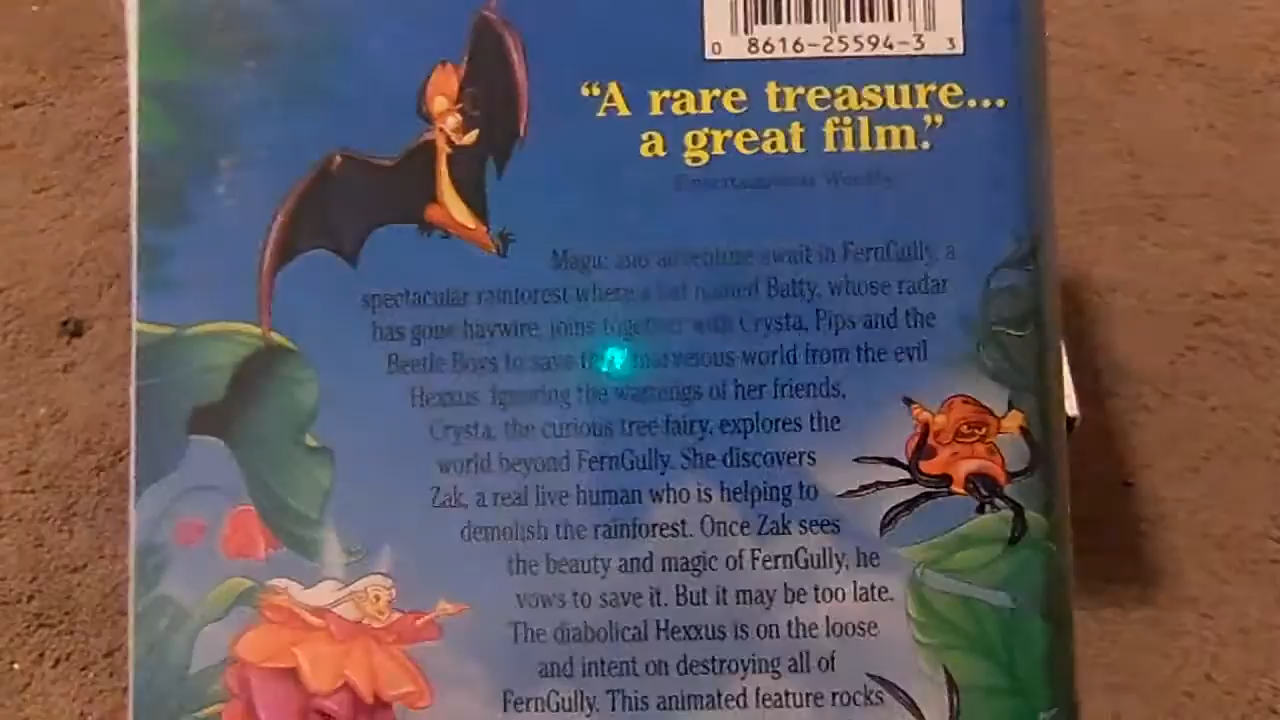 0 8616-25594-3 3
“A rare treasure...
a great film.”
Entertainment Weekly
Magic and adventure await in FernGully, a
spectacular rainforest where a bat named Batty, whose radar
has gone haywire, joins together with Crysta, Pips and the
Beetle Boys to save this marvelous world from the evil
Hexxus. Ignoring the warnings of her friends,
Crysta, the curious tree fairy, explores the
world beyond FernGully. She discovers
Zak, a real live human who is helping to
demolish the rainforest. Once Zak sees
the beauty and magic of FernGully, he
vows to save it. But it may be too late.
The diabolical Hexxus is on the loose
and intent on destroying all of
FernGully. This animated feature rocks